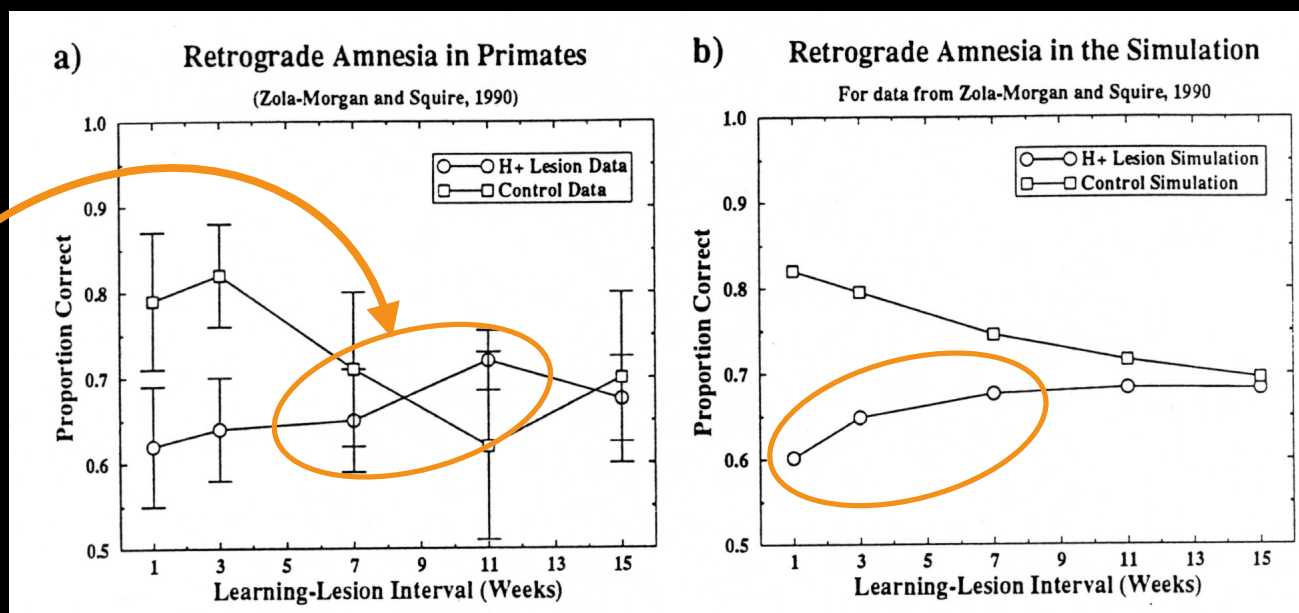 a) Retrograde Amnesia in Primates
(Zola-Morgan and Squire, 1990)
1.0
0.9
0.8
0.7
0.6
0.5
Proportion Correct
H+ Lesion Data
Control Data
1 3 5 7 9 11 13 15
Learning-Lesion Interval (Weeks)
b) Retrograde Amnesia in the Simulation
For data from Zola-Morgan and Squire, 1990
1.0
0.9
0.8
0.7
0.6
0.5
Proportion Correct
H+ Lesion Simulation
Control Simulation
1 3 5 7 9 11 13 15
Learning-Lesion Interval (Weeks)